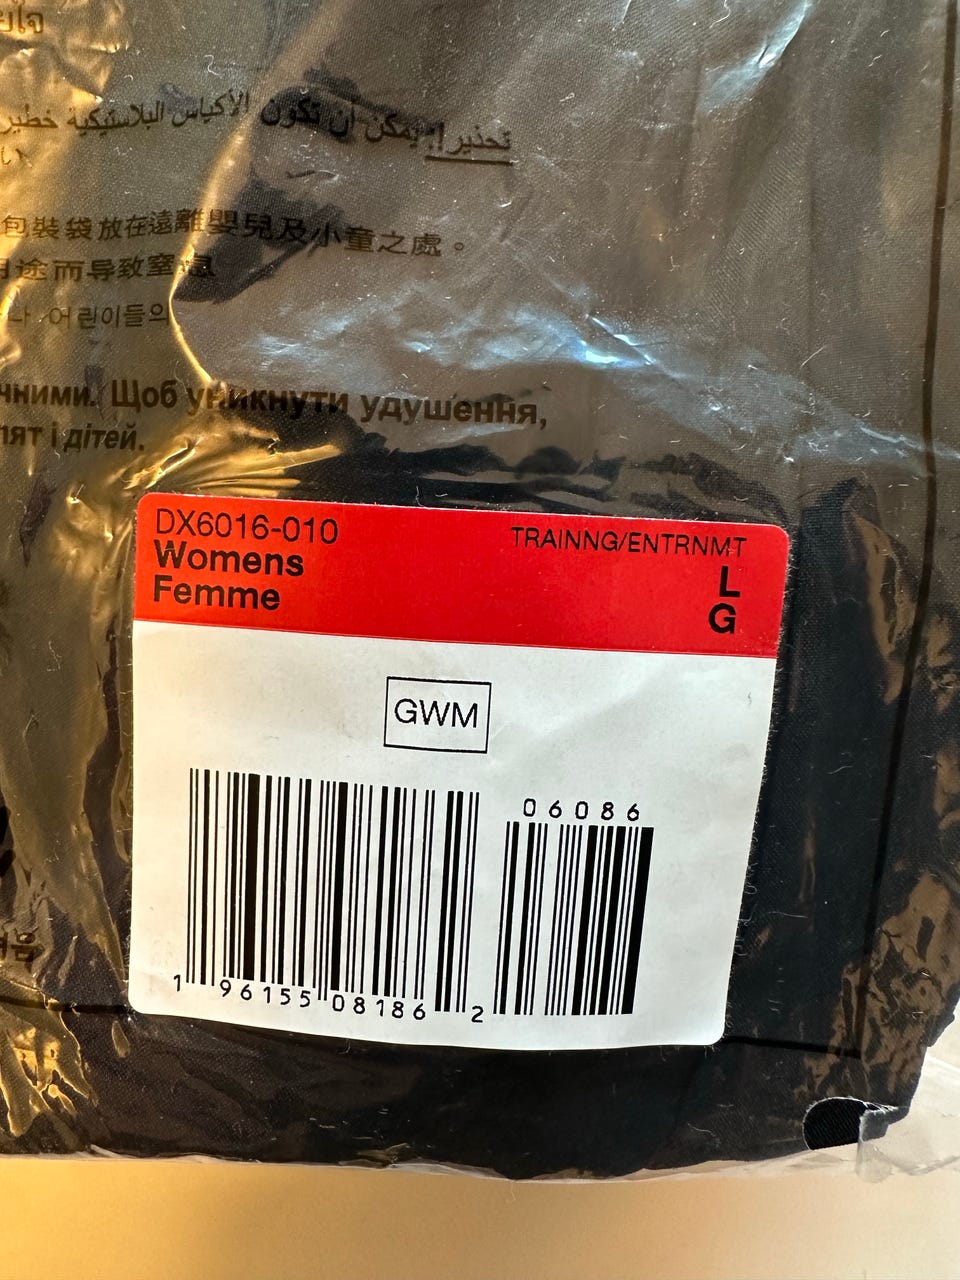 تحذير!: يمكن أن تكون الأكياس البلاستيكية خطير
包裝袋放在遠離嬰兒及小童之處。
用途而导致窒息
나 어린이들의
чними. Щоб уникнути удушення,
лят і дітей.
DX6016-010
TRAINNG/ENTRNMT
Womens
L
Femme
G
GWM
06086
1 96155 08186 2